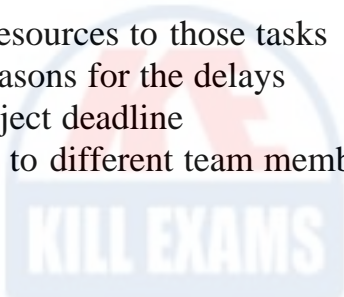 esources to those tasks
asons for the delays
ject deadline
to different team memb
KILL EXAMS